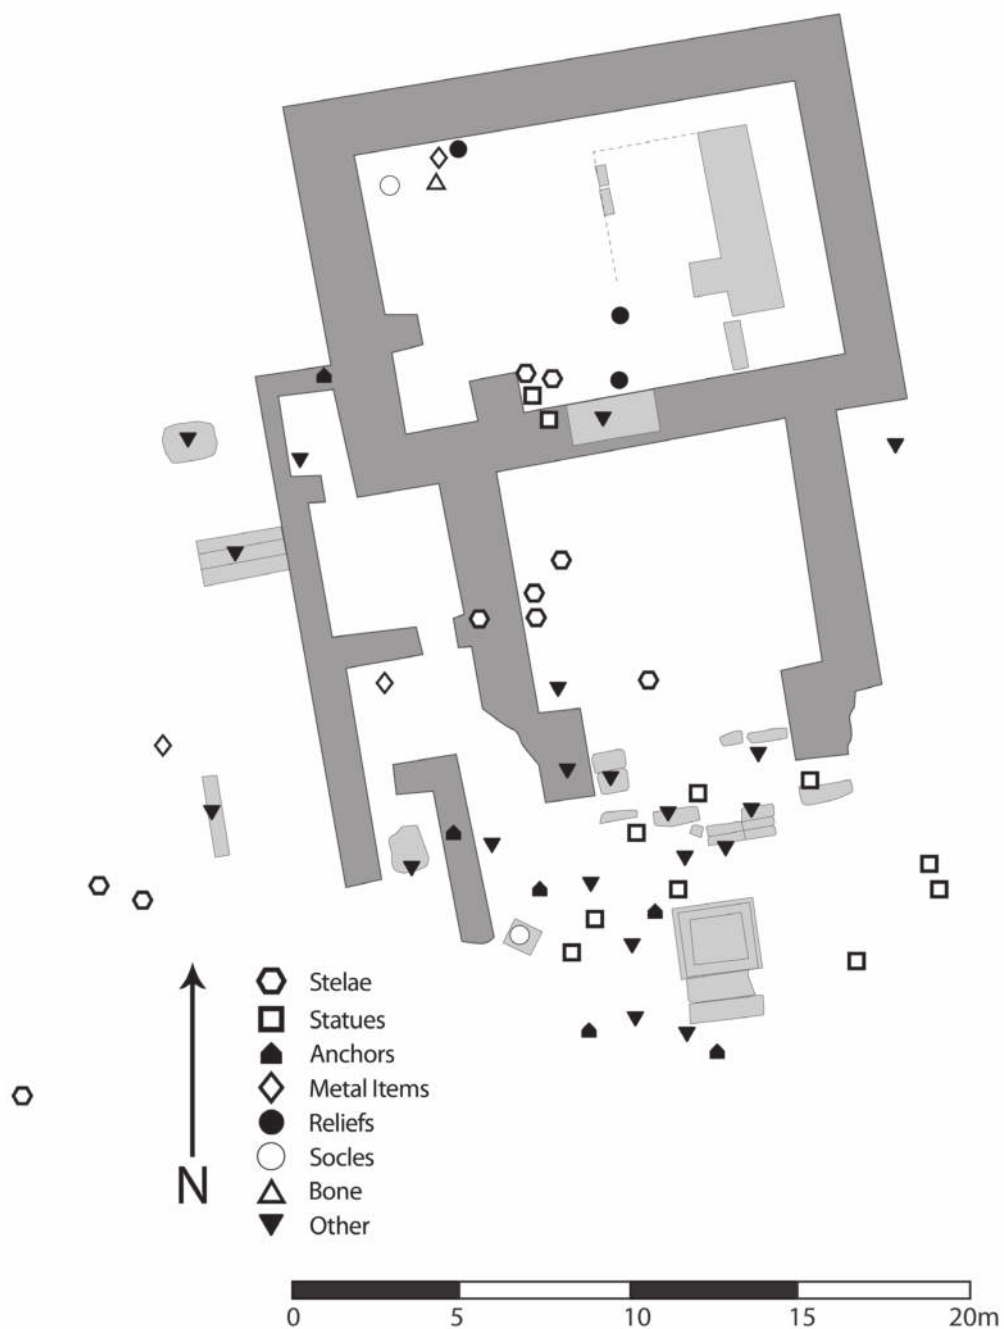 Stelae
Statues
Anchors
Metal Items
Reliefs
Socles
Bone
Other
N
0 5 10 15 20m